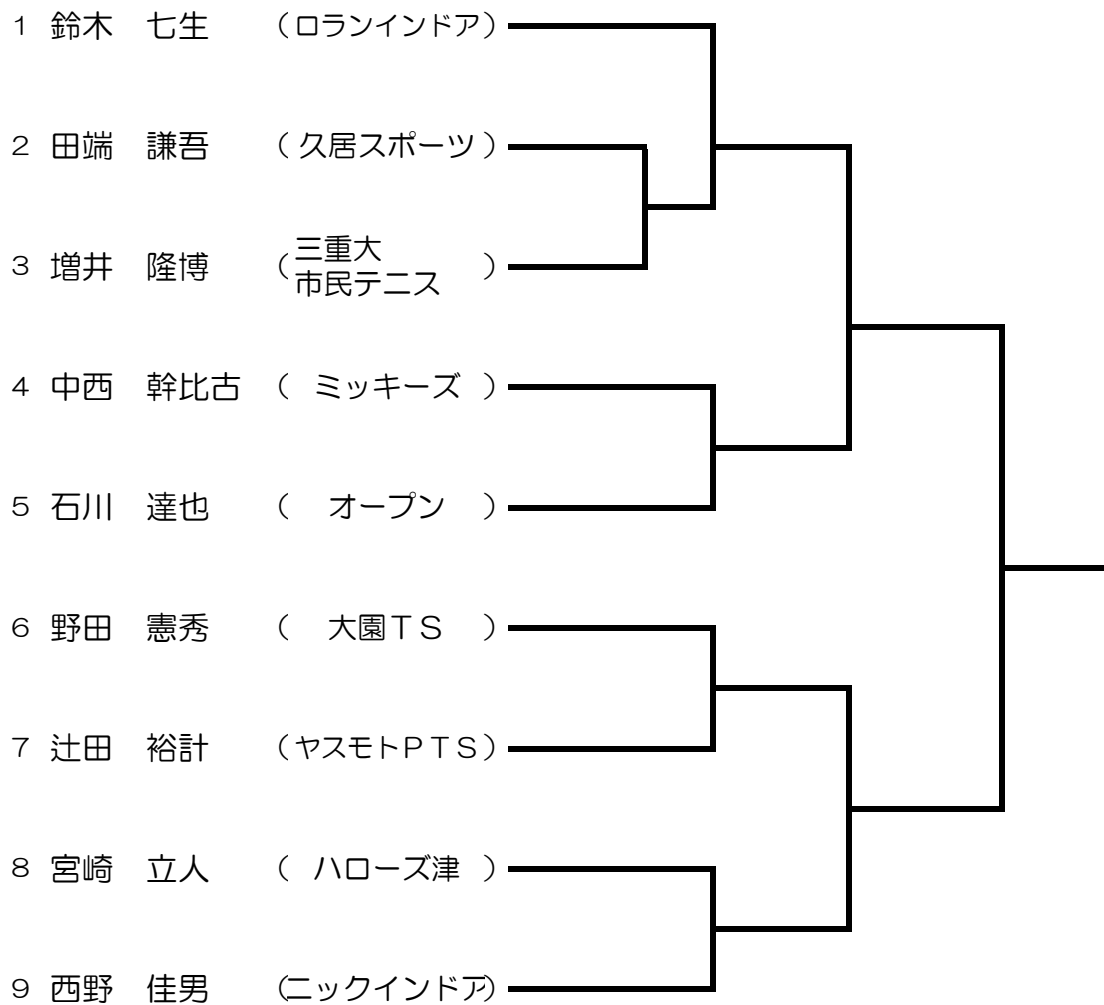 1 鈴木 七生 （ロランインドア）
2 田端 謙吾 （久居スポーツ）
3 増井 隆博 （三重大
市民テニス）
4 中西 幹比古 （ミッキーズ）
5 石川 達也 （オープン）
6 野田 憲秀 （大園ＴＳ）
7 辻田 裕計 （ヤスモトＰＴＳ）
8 宮崎 立人 （ハローズ津）
9 西野 佳男 （ニックインドア）